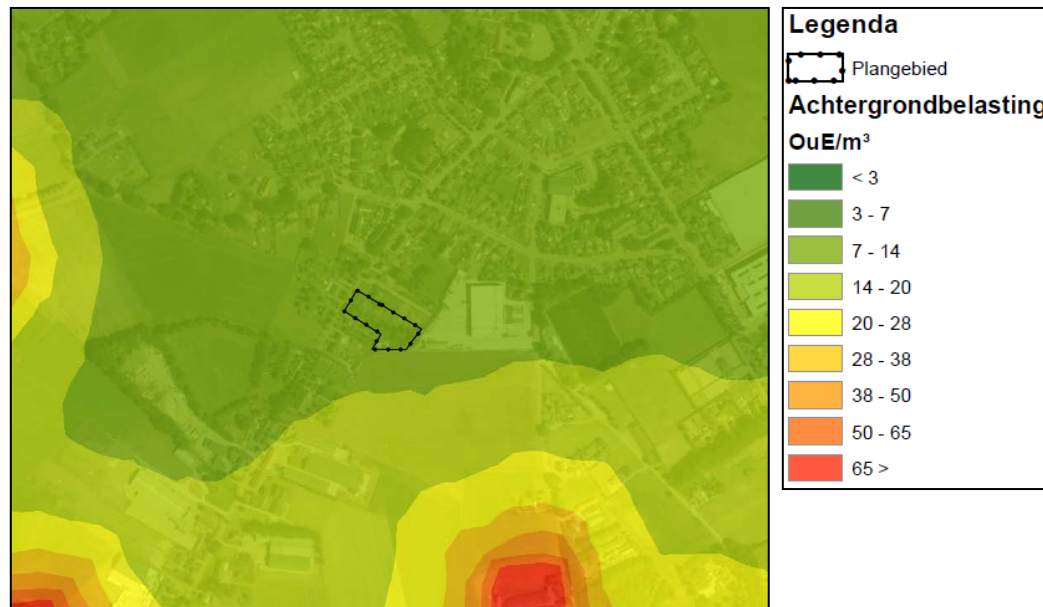 Legenda
Plangebied
Achtergrondbelasting
OuE/m³
< 3
3 - 7
7 - 14
14 - 20
20 - 28
28 - 38
38 - 50
50 - 65
65 >